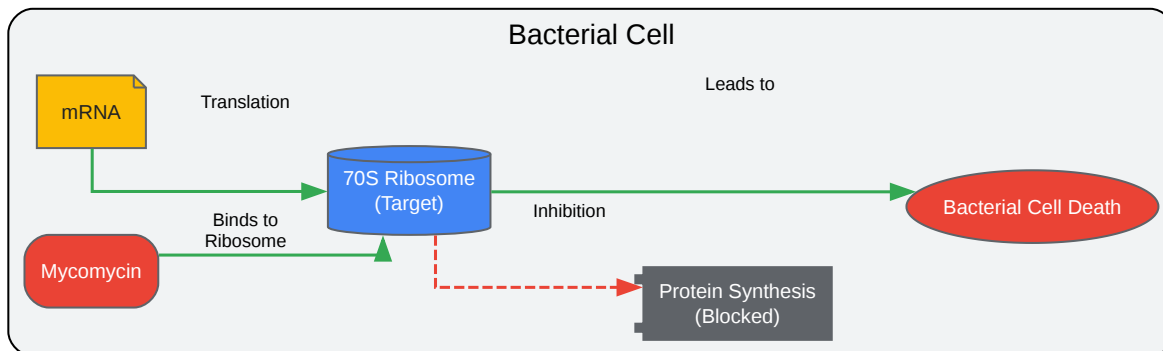 Bacterial Cell
Leads to
mRNA
Translation
70S Ribosome
(Target)
Bacterial Cell Death
Inhibition
Binds to
Ribosome
Mycomycin
Protein Synthesis
(Blocked)